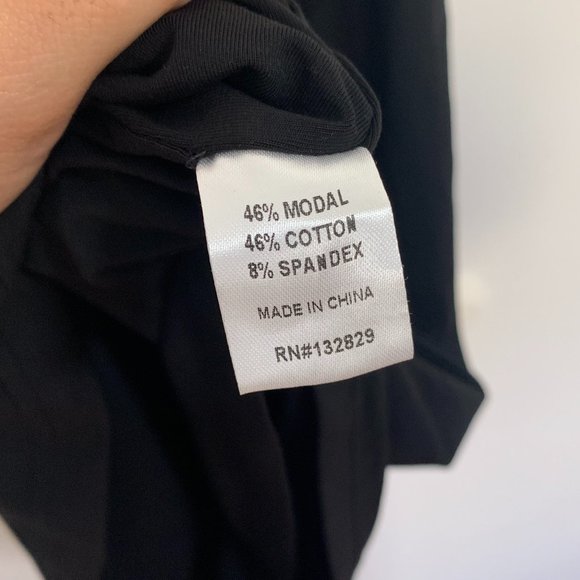 46% MODAL
46% COTTON
8% SPANDEX
MADE IN CHINA
RN#132829